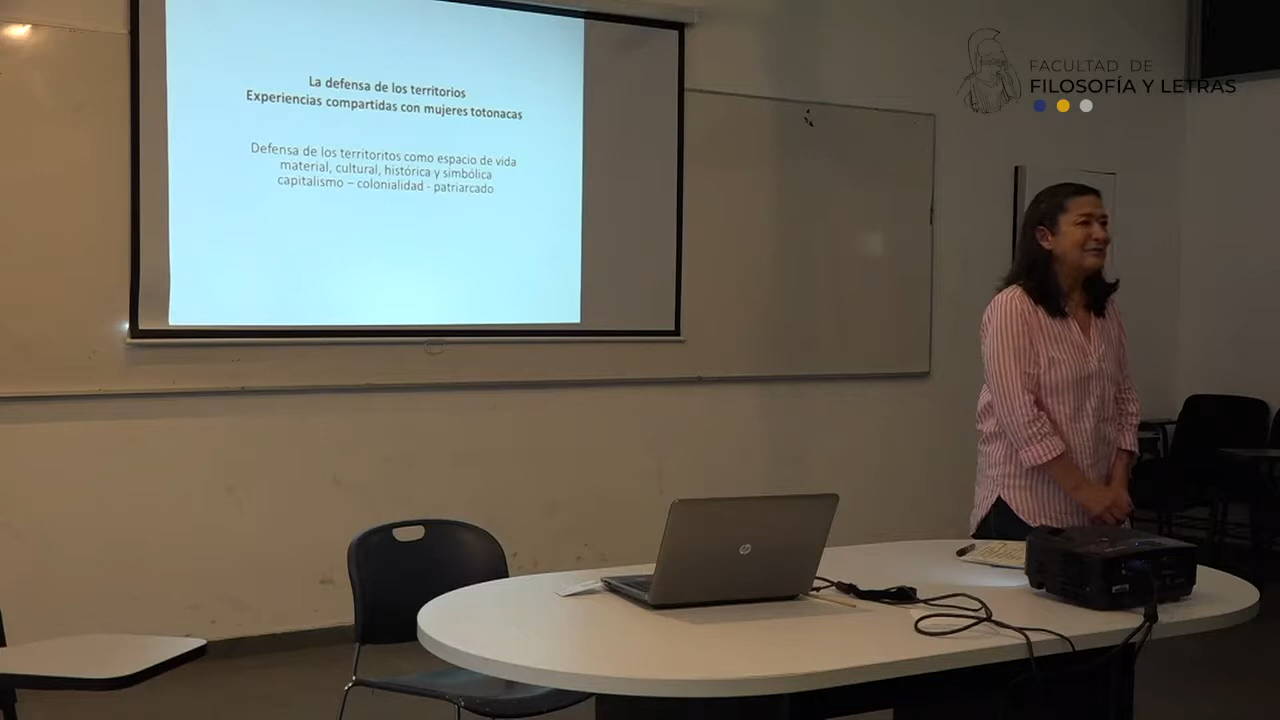 La defensa de los territorios
Experiencias compartidas con mujeres totonacas
Defensa de los territoritos como espacio de vida
material, cultural, histórica y simbólica
capitalismo – colonialidad - patriarcado
FACULTAD DE
FILOSOFÍA Y LETRAS
hp